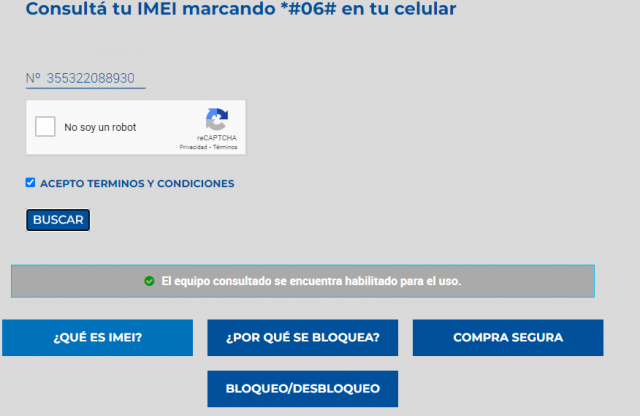 Consultá tu IMEI marcando *#06# en tu celular
Nº 355322088930
No soy un robot
reCAPTCHA
Privacidad - Términos
ACEPTO TERMINOS Y CONDICIONES
BUSCAR
El equipo consultado se encuentra habilitado para el uso.
¿QUÉ ES IMEI? ¿POR QUÉ SE BLOQUEA? COMPRA SEGURA
BLOQUEO/DESBLOQUEO